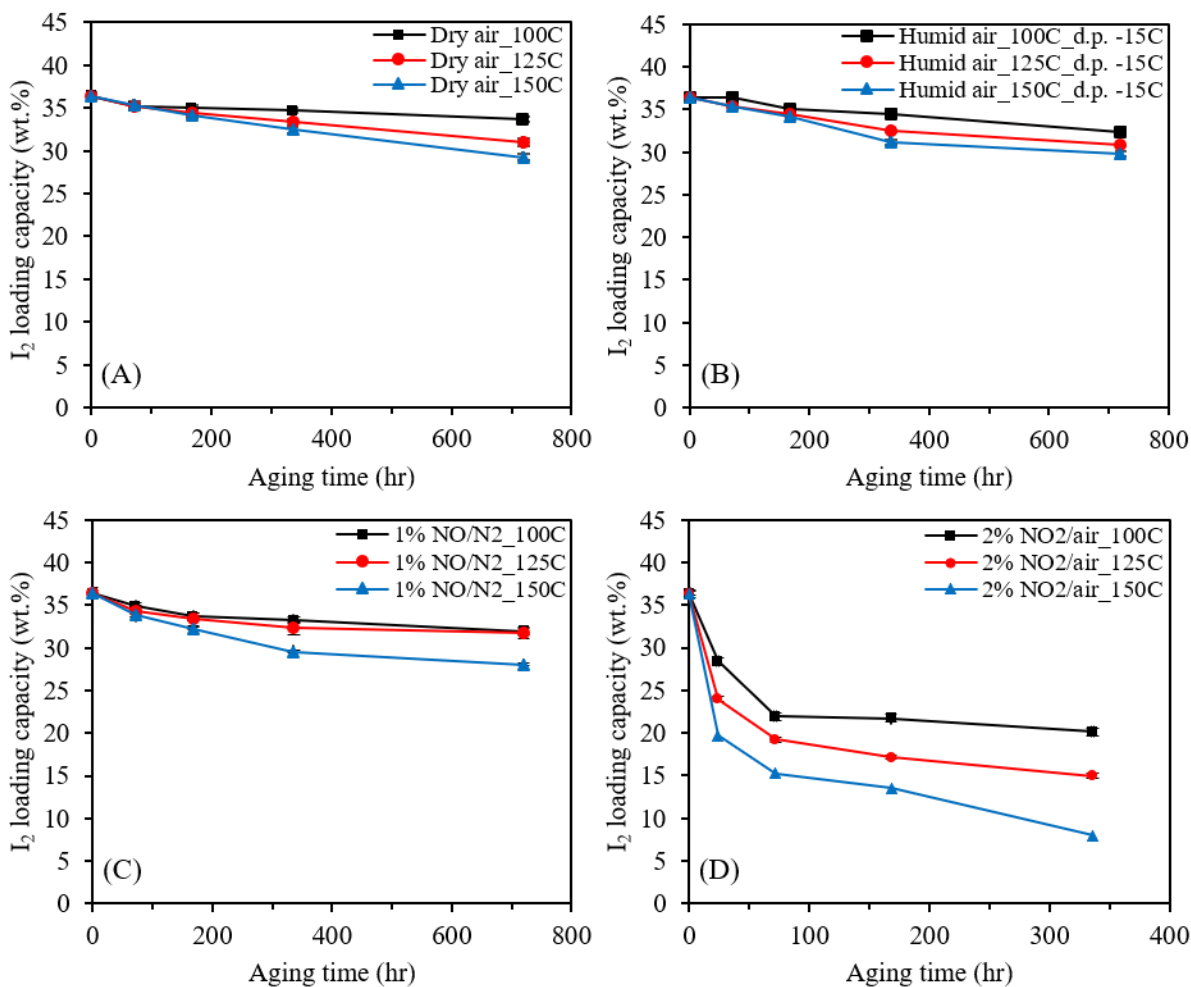 45
40
35
30
25
20
15
10
5
0
I₂ loading capacity (wt.%)
Dry air_100C
Dry air_125C
Dry air_150C
(A)
0 200 400 600 800
Aging time (hr)
45
40
35
30
25
20
15
10
5
0
I₂ loading capacity (wt.%)
Humid air_100C_d.p. -15C
Humid air_125C_d.p. -15C
Humid air_150C_d.p. -15C
(B)
0 200 400 600 800
Aging time (hr)
45
40
35
30
25
20
15
10
5
0
I₂ loading capacity (wt.%)
1% NO/N2_100C
1% NO/N2_125C
1% NO/N2_150C
(C)
0 200 400 600 800
Aging time (hr)
45
40
35
30
25
20
15
10
5
0
I₂ loading capacity (wt.%)
2% NO2/air_100C
2% NO2/air_125C
2% NO2/air_150C
(D)
0 100 200 300 400
Aging time (hr)